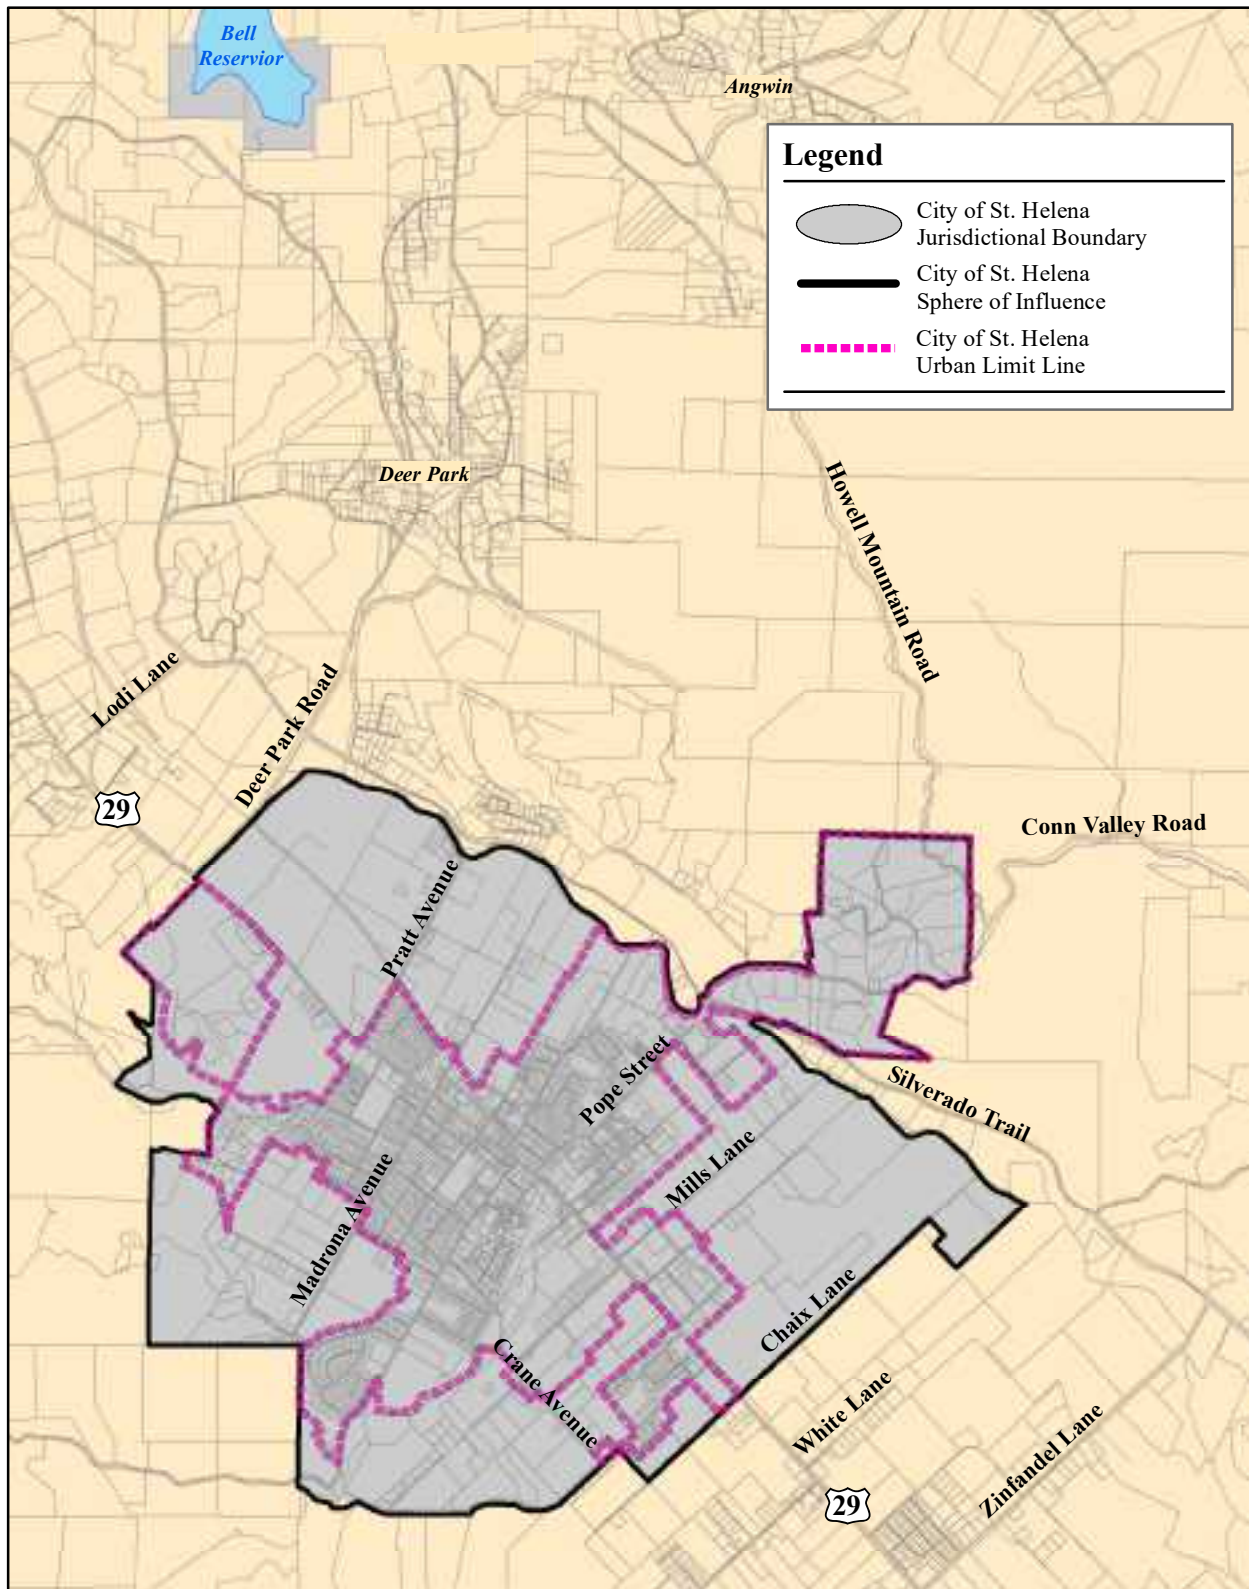 Bell
Reservior
Angwin
Legend
City of St. Helena
Jurisdictional Boundary
City of St. Helena
Sphere of Influence
City of St. Helena
Urban Limit Line
Deer Park
Howell Mountain Road
Lodi Lane
Deer Park Road
29
Conn Valley Road
Pratt Avenue
Pope Street
Silverado Trail
Mills Lane
Madrona Avenue
Chaix Lane
Crane Avenue
White Lane
Zinfandel Lane
29